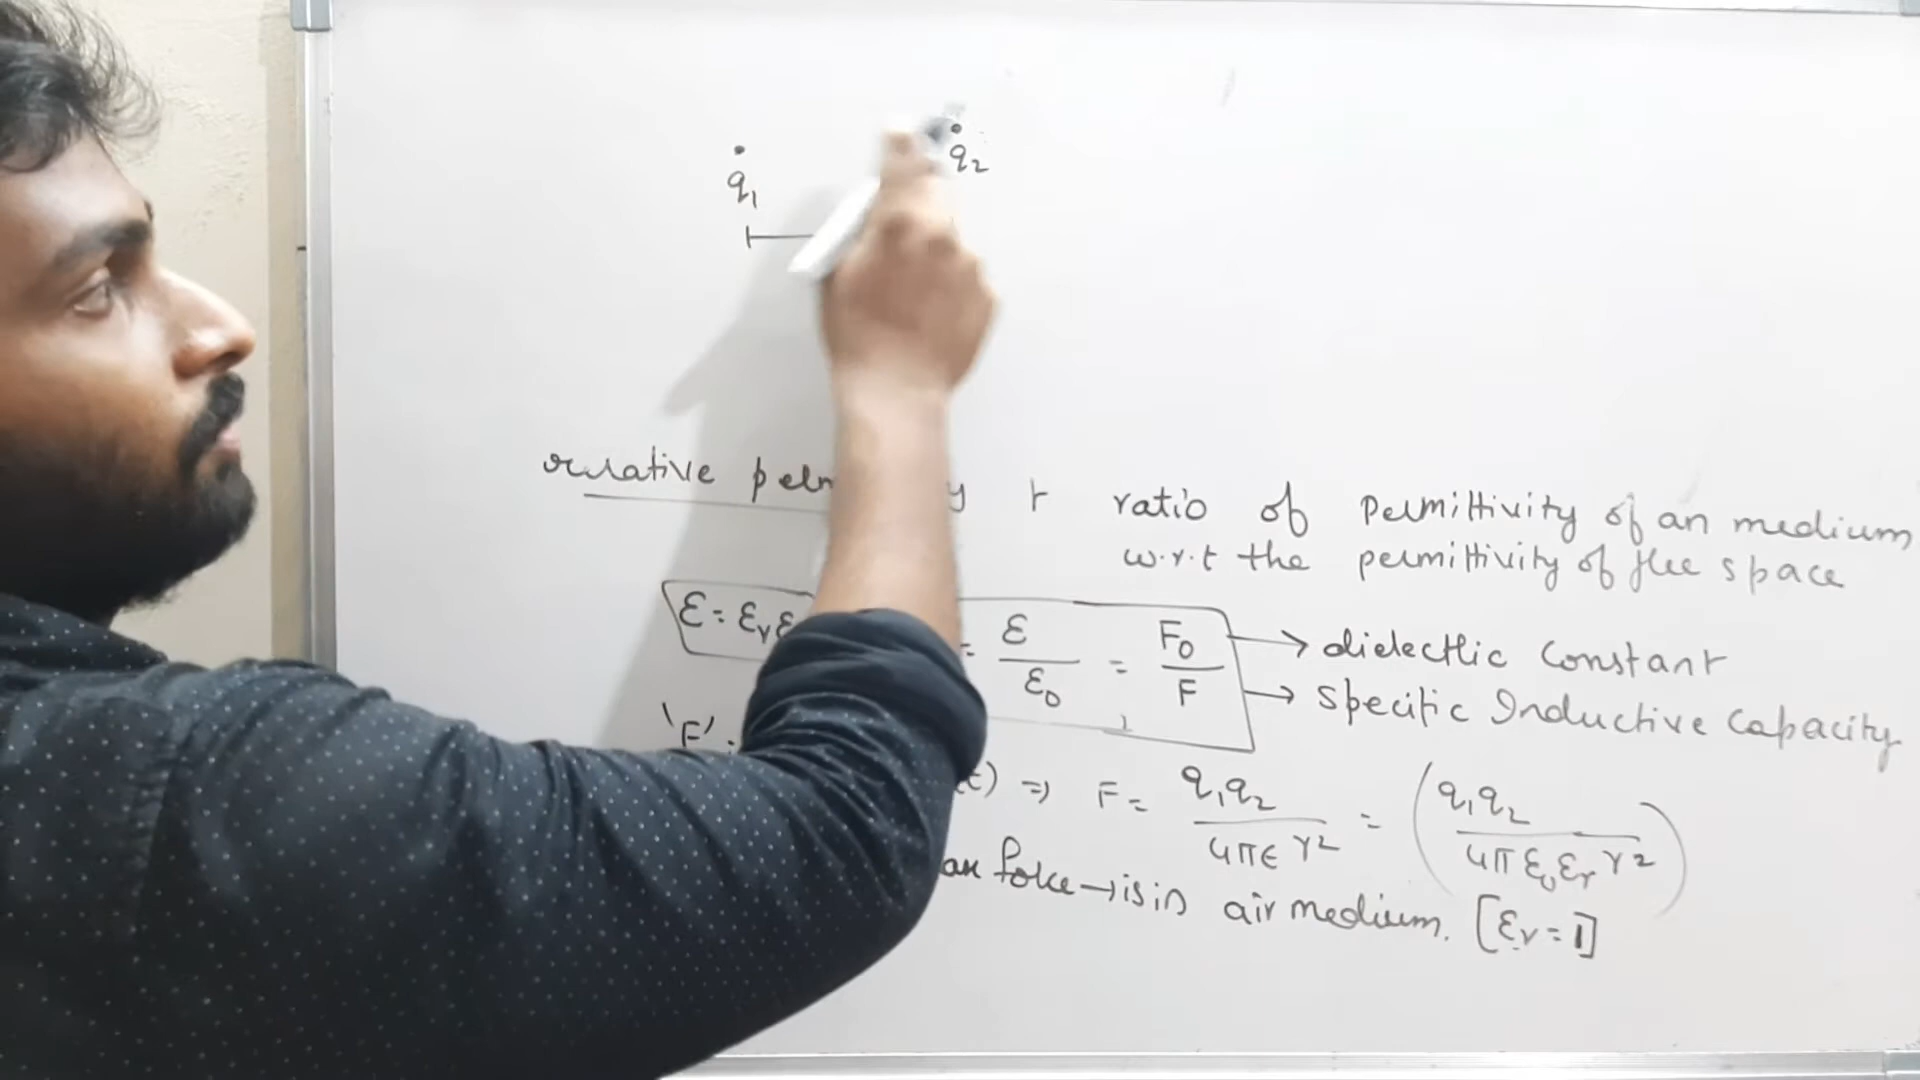 q₁ q₂
relative ratio of permittivity of an medium
w.r.t the permittivity of free space
ε = εᵣε = ε/ε₀ = F₀/F → dielectric constant
→ specific Inductive capacity
'F'
⇒ F = q₁q₂/4πε r² = (q₁q₂/4πε₀εᵣ r²)
force → is in air medium. [εᵣ = 1]